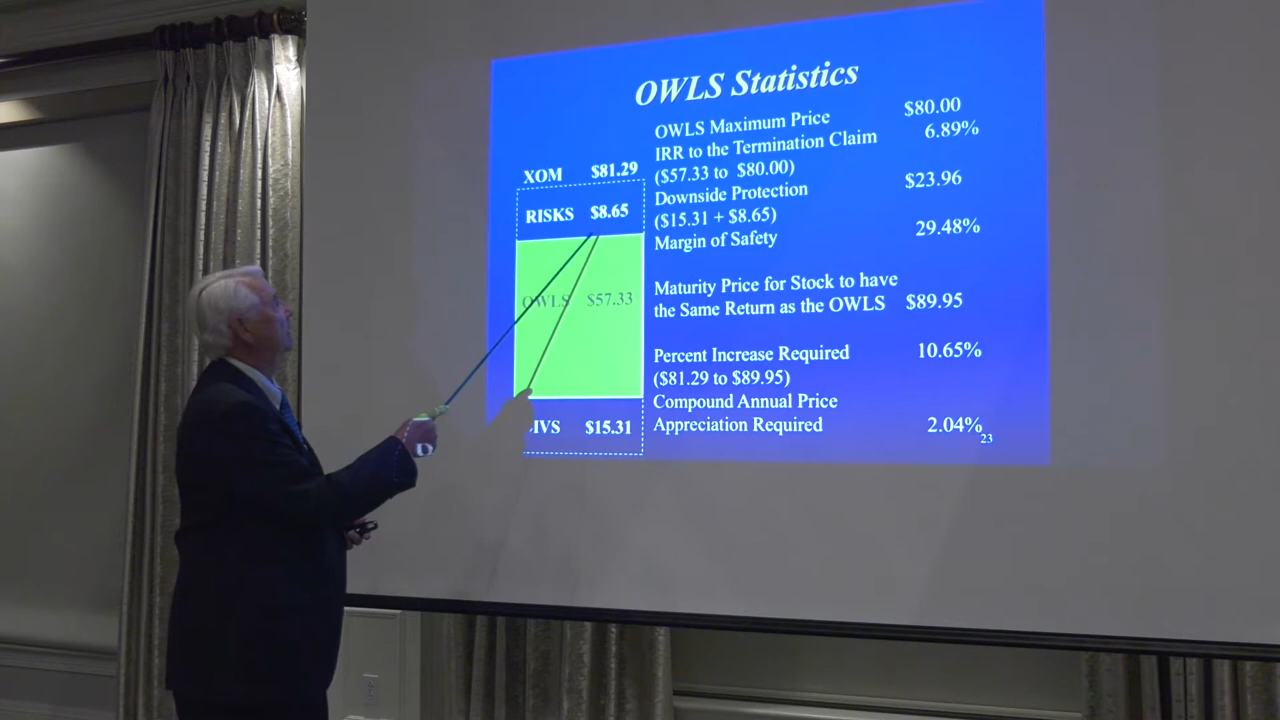 OWLS Statistics
XOM $81.29
RISKS $8.65
OWLS $57.33
IVS $15.31
OWLS Maximum Price $80.00
IRR to the Termination Claim 6.89%
($57.33 to $80.00)
Downside Protection $23.96
($15.31 + $8.65)
Margin of Safety 29.48%
Maturity Price for Stock to have
the Same Return as the OWLS $89.95
Percent Increase Required 10.65%
($81.29 to $89.95)
Compound Annual Price
Appreciation Required 2.04%
23